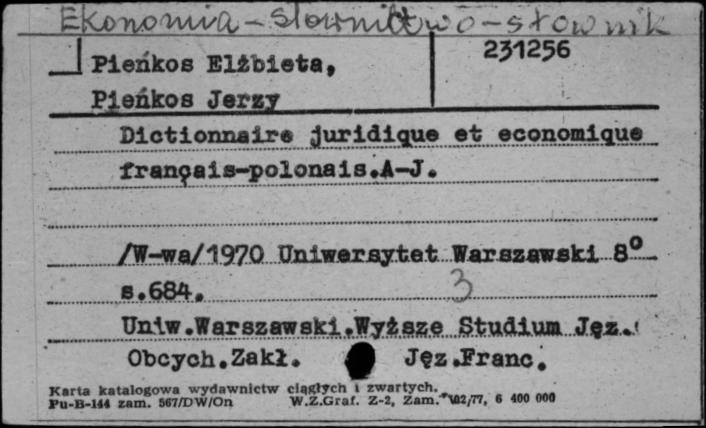 Ekonomia - słownictwo - słownik
231256
Pieńkos Elżbieta,
Pieńkos Jerzy
Dictionnaire juridique et economique
français-polonais.A-J.
/W-wa/1970 Uniwersytet Warszawski 8°
s.684.
3
Uniw.Warszawski.Wyższe Studium Jęz.
Obcych.Zakł. Jęz.Franc.
Karta katalogowa wydawnictw ciągłych i zwartych.
Pu-B-144 zam. 567/DW/On W.Z.Graf. Z-2, Zam. 102/77, 6 400 000